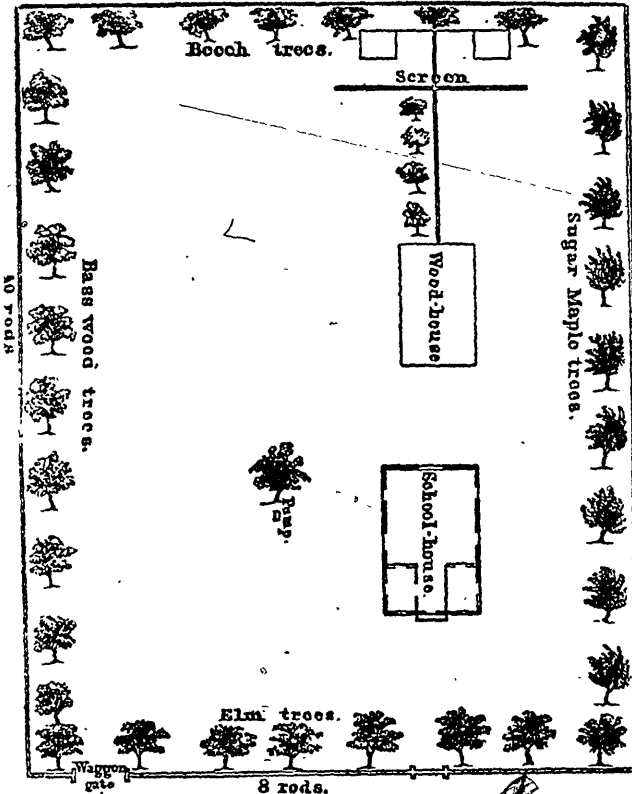 Beech trees.
Screen
Sugar Maple trees.
Wood-house
Bass wood trees.
10 rods
School-house.
Pump.
Elm trees.
Waggon
gate
8 rods.